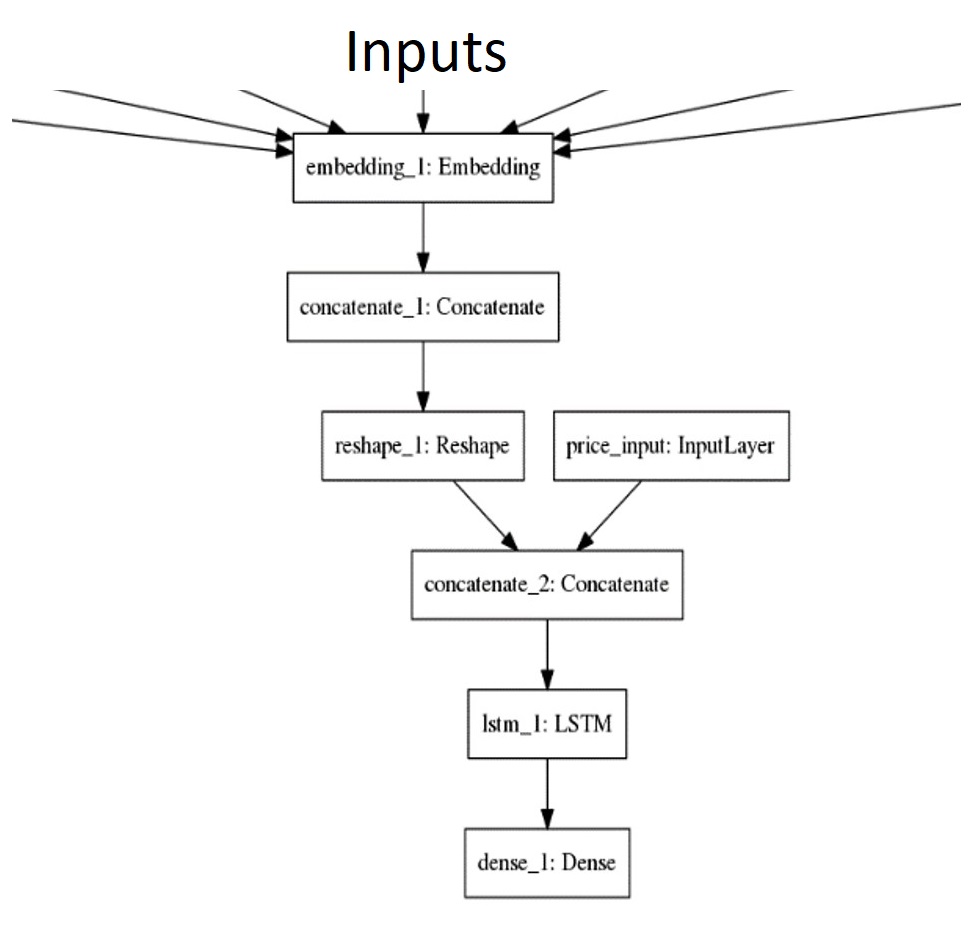 Inputs
embedding_1: Embedding
concatenate_1: Concatenate
reshape_1: Reshape
price_input: InputLayer
concatenate_2: Concatenate
lstm_1: LSTM
dense_1: Dense